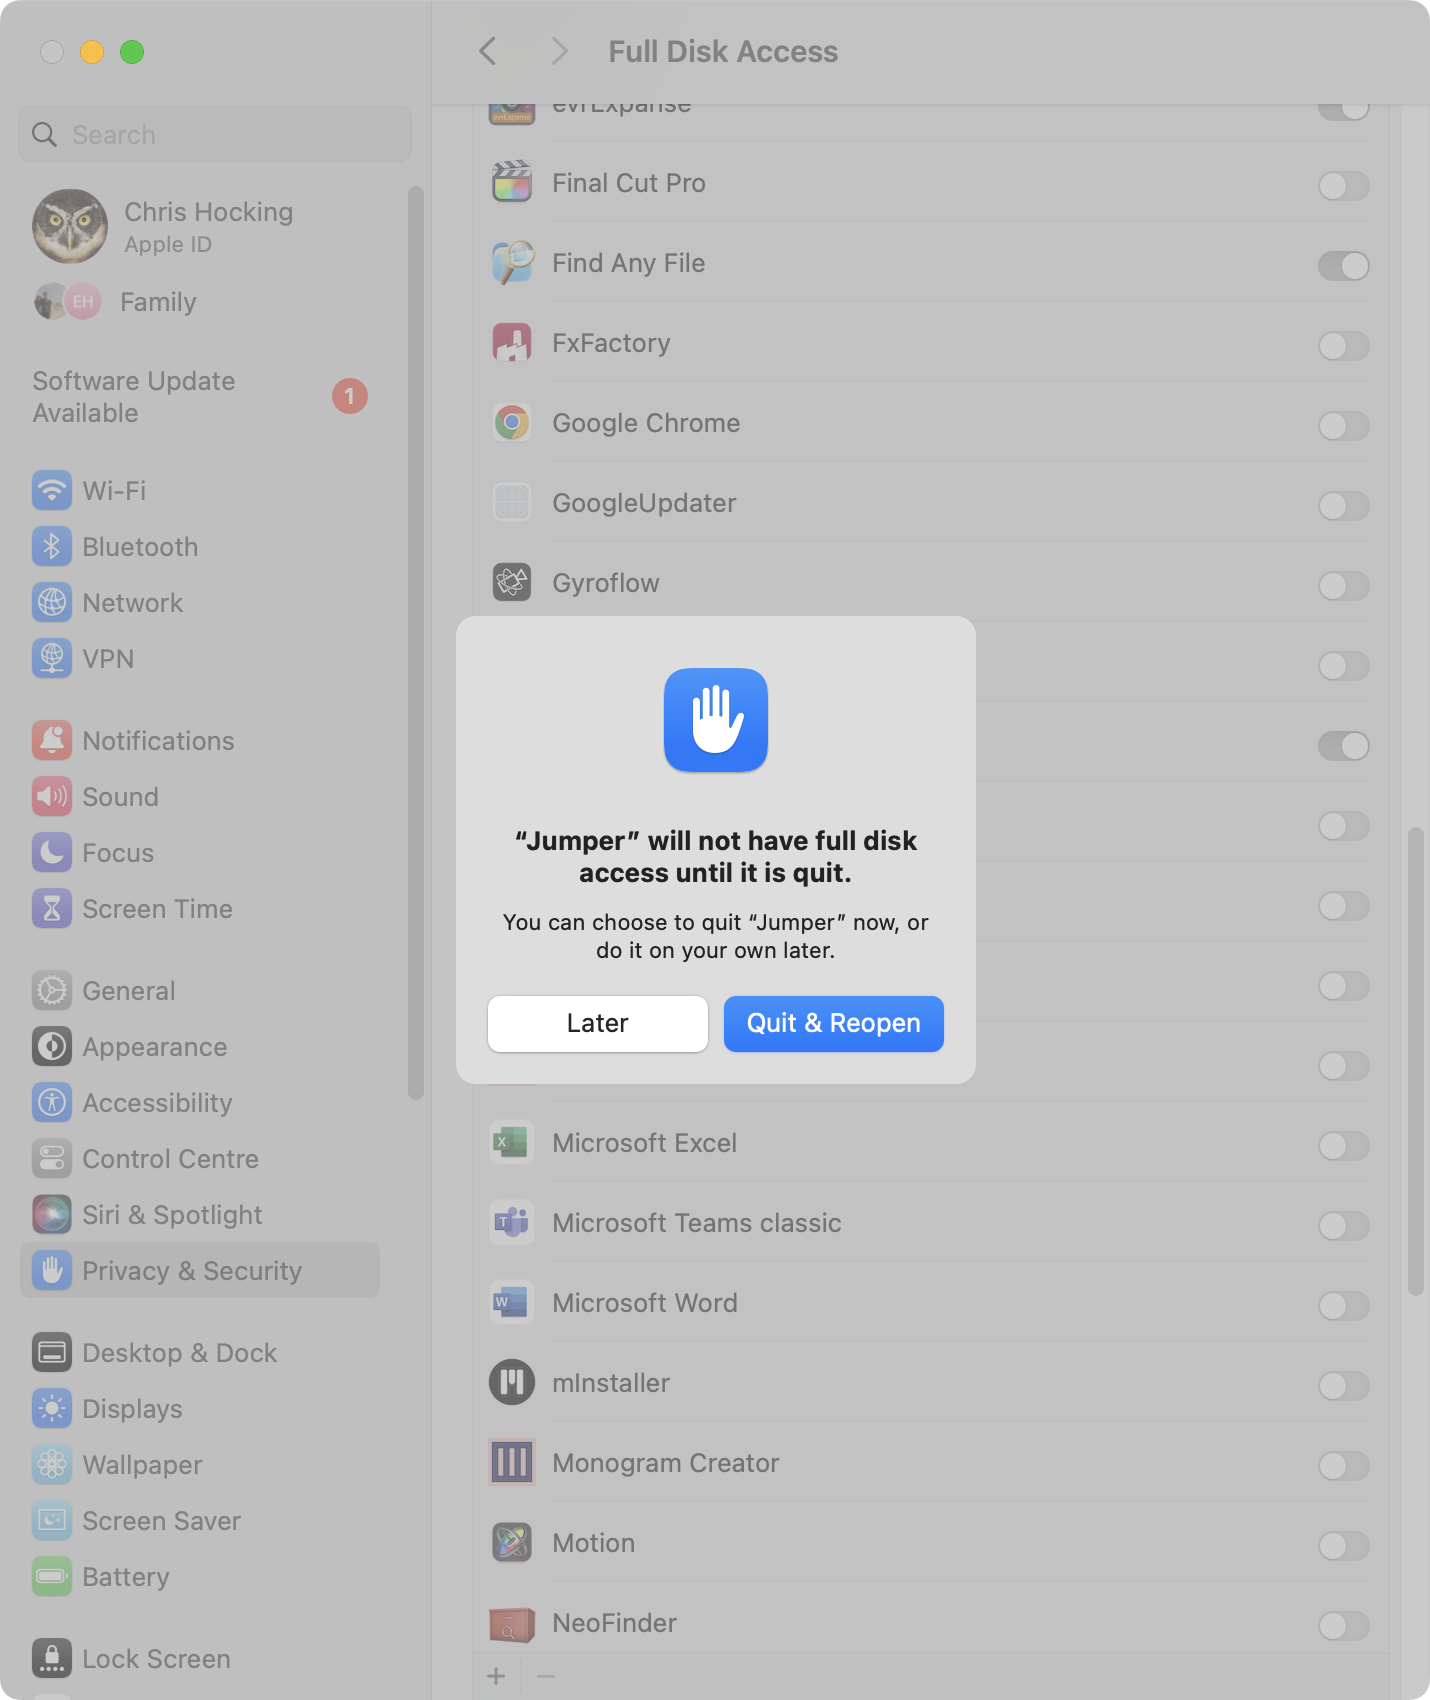 Full Disk Access
Search
Chris Hocking
Apple ID
EH
Family
Software Update
Available
1
Wi-Fi
Bluetooth
Network
VPN
Notifications
Sound
Focus
Screen Time
General
Appearance
Accessibility
Control Centre
Siri & Spotlight
Privacy & Security
Desktop & Dock
Displays
Wallpaper
Screen Saver
Battery
Lock Screen
evrExpanse
evrExpanse
Final Cut Pro
Find Any File
FxFactory
Google Chrome
GoogleUpdater
Gyroflow
“Jumper” will not have full disk
access until it is quit.
You can choose to quit “Jumper” now, or
do it on your own later.
Later
Quit & Reopen
X
Microsoft Excel
T
Microsoft Teams classic
W
Microsoft Word
mInstaller
Monogram Creator
Motion
NeoFinder